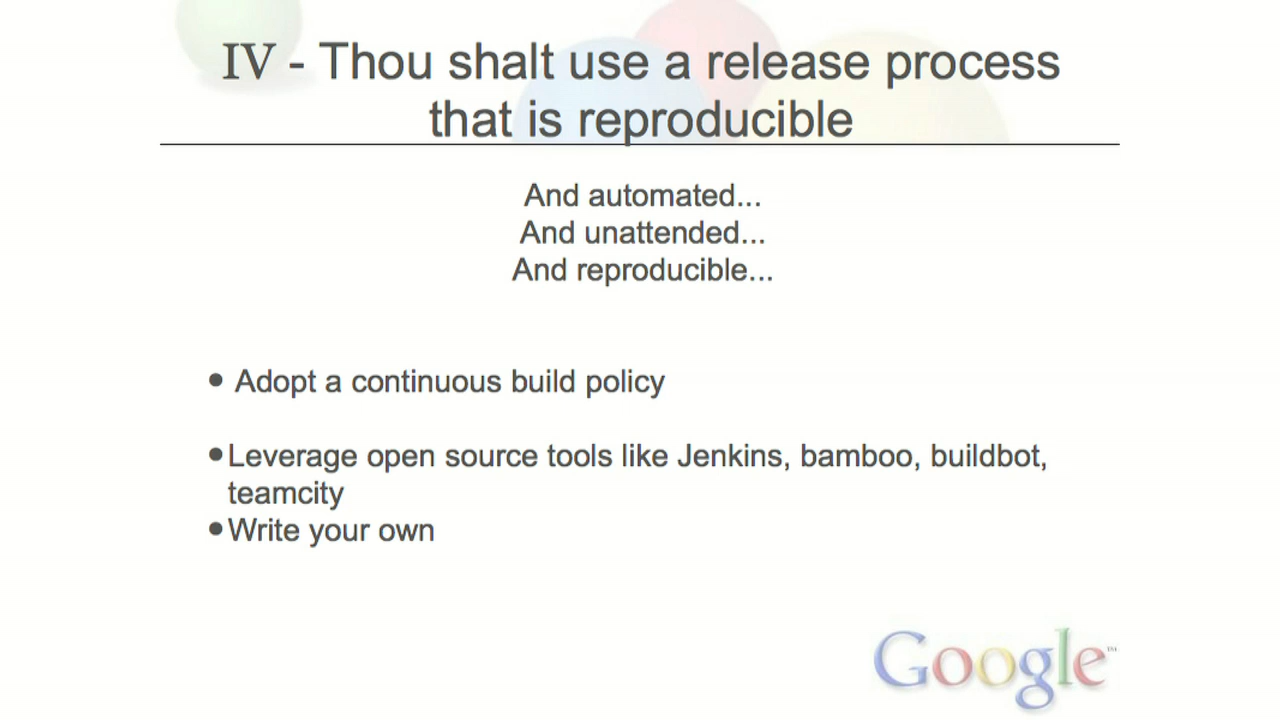 IV - Thou shalt use a release process
that is reproducible
And automated...
And unattended...
And reproducible...
• Adopt a continuous build policy
• Leverage open source tools like Jenkins, bamboo, buildbot,
teamcity
• Write your own
Google™